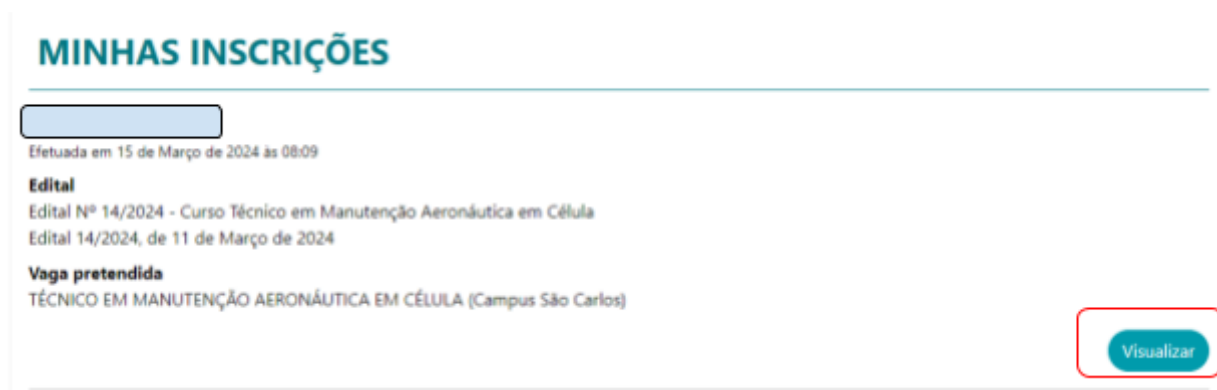 MINHAS INSCRIÇÕES
Efetuada em 15 de Março de 2024 às 08:09
Edital
Edital Nº 14/2024 - Curso Técnico em Manutenção Aeronáutica em Célula
Edital 14/2024, de 11 de Março de 2024
Vaga pretendida
TÉCNICO EM MANUTENÇÃO AERONÁUTICA EM CÉLULA (Campus São Carlos)
Visualizar